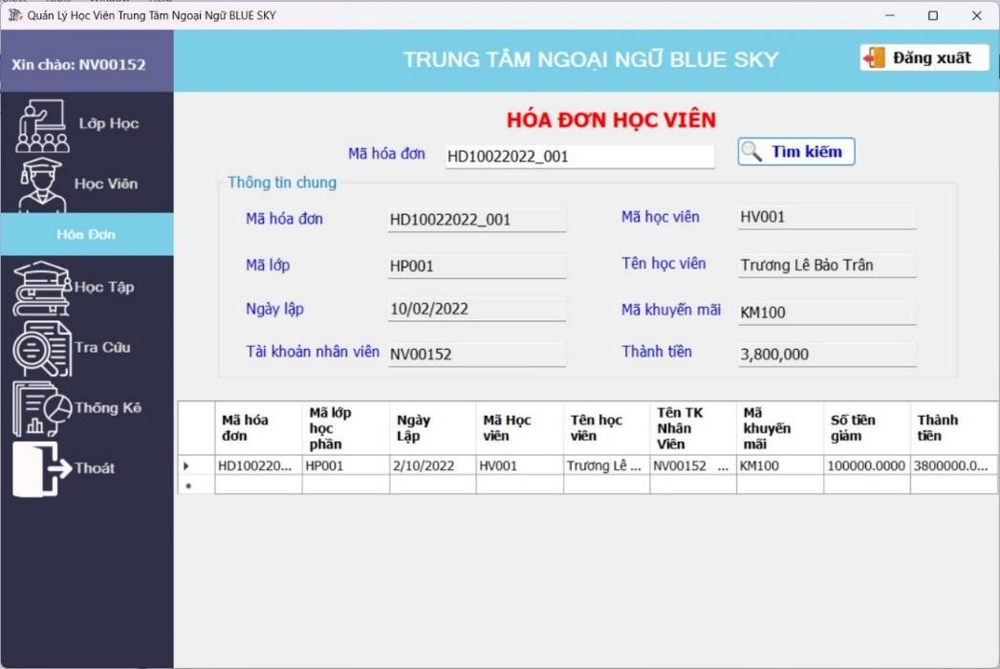 Quản Lý Học Viên Trung Tâm Ngoại Ngữ BLUE SKY
Xin chào: NV00152
TRUNG TÂM NGOẠI NGỮ BLUE SKY
Đăng xuất
Lớp Học
Học Viên
Hóa Đơn
Học Tập
Tra Cứu
Thống Kê
Thoát
HÓA ĐƠN HỌC VIÊN
Mã hóa đơn HD10022022_001 Tìm kiếm
Thông tin chung
Mã hóa đơn HD10022022_001 Mã học viên HV001
Mã lớp HP001 Tên học viên Trương Lê Bảo Trân
Ngày lập 10/02/2022 Mã khuyến mãi KM100
Tài khoản nhân viên NV00152 Thành tiền 3,800,000
Mã hóa đơn Mã lớp học phần Ngày Lập Mã Học viên Tên học viên Tên TK Nhân Viên Mã khuyến mãi Số tiền giảm Thành tiền
HD100220... HP001 2/10/2022 HV001 Trương Lê ... NV00152 ... KM100 100000.0000 3800000.0...